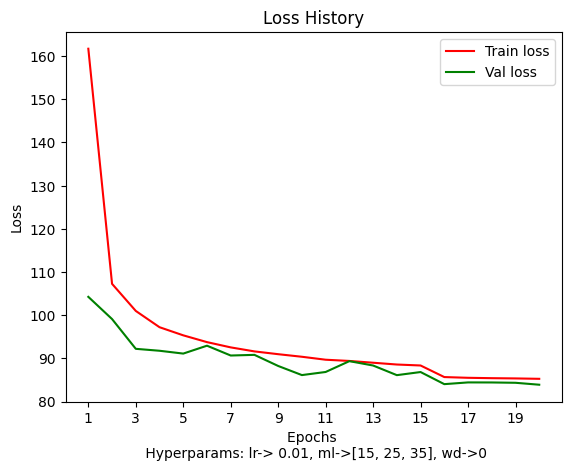 Loss History
Train loss
Val loss
160
150
140
130
120
110
100
90
80
Loss
1 3 5 7 9 11 13 15 17 19
Epochs
Hyperparams: lr-> 0.01, ml->[15, 25, 35], wd->0